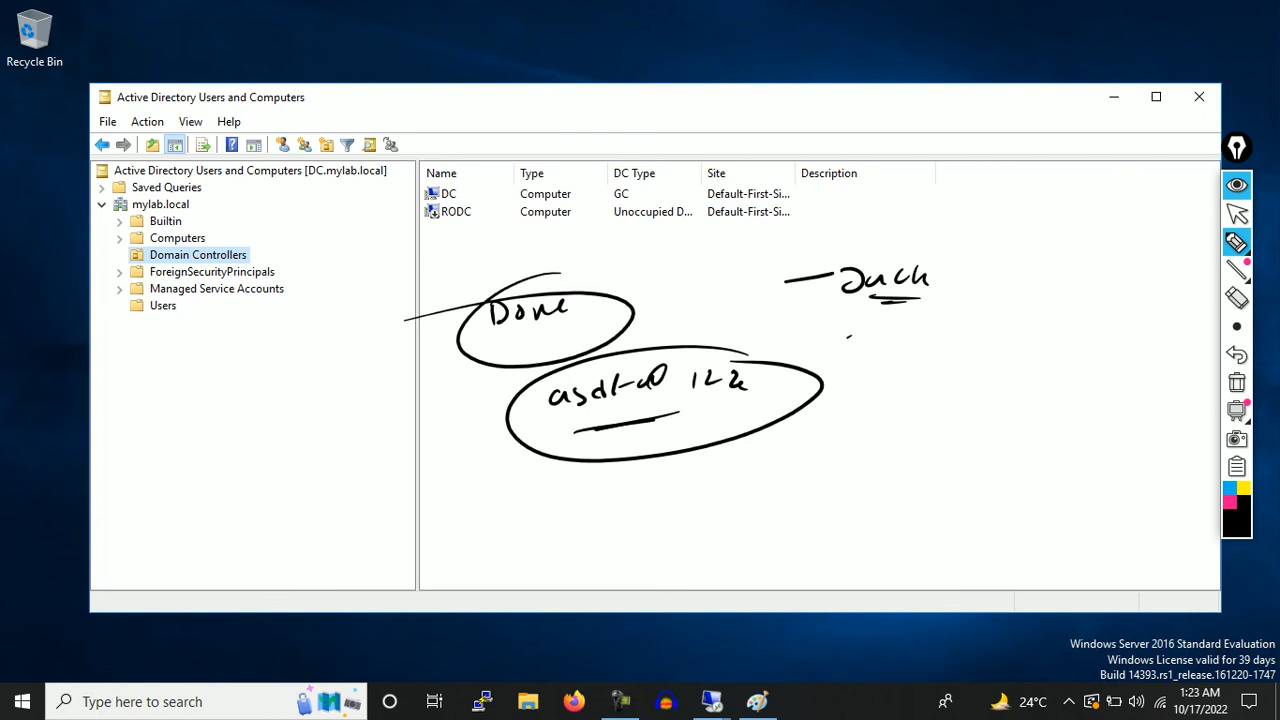 Recycle Bin
Active Directory Users and Computers
File Action View Help
Active Directory Users and Computers [DC.mylab.local]
Saved Queries
mylab.local
Builtin
Computers
Domain Controllers
ForeignSecurityPrincipals
Managed Service Accounts
Users
Name Type DC Type Site Description
DC Computer GC Default-First-Si...
RODC Computer Unoccupied D... Default-First-Si...
Done
Windows Server 2016 Standard Evaluation
Windows License valid for 39 days
Build 14393.rs1_release.161220-1747
Type here to search
24°C
1:23 AM
10/17/2022